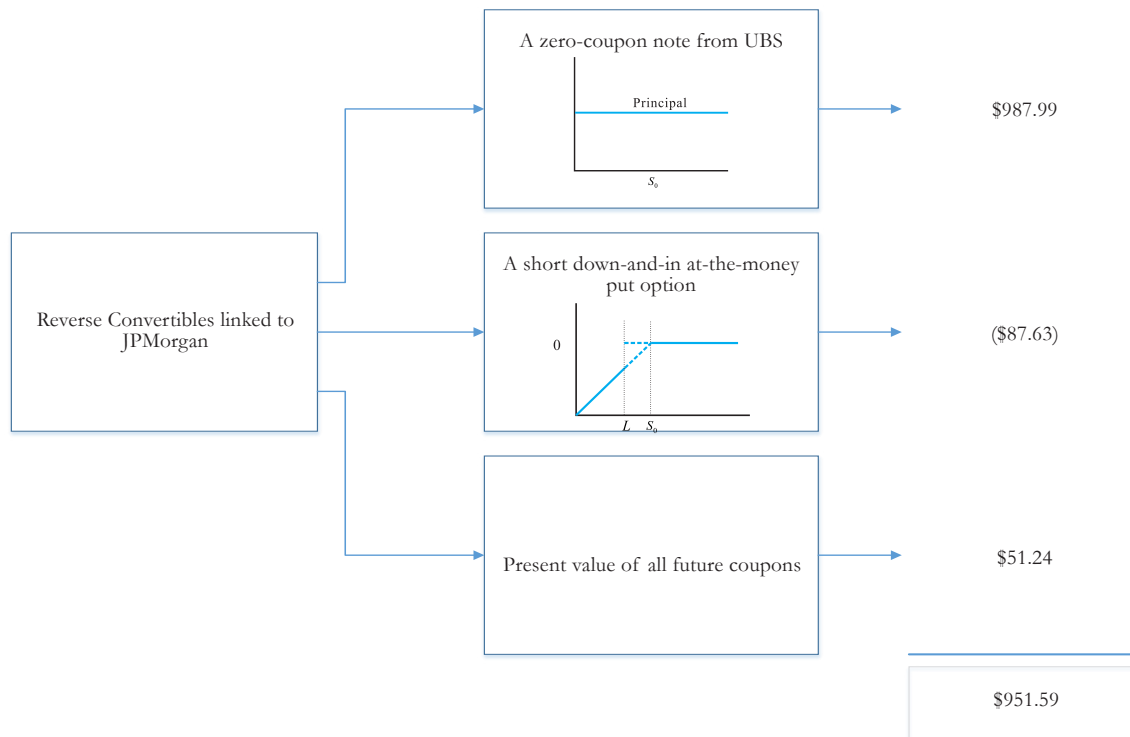 A zero-coupon note from UBS
Principal
S₀
$987.99
Reverse Convertibles linked to
JPMorgan
A short down-and-in at-the-money
put option
0
L S₀
($87.63)
Present value of all future coupons
$51.24
$951.59